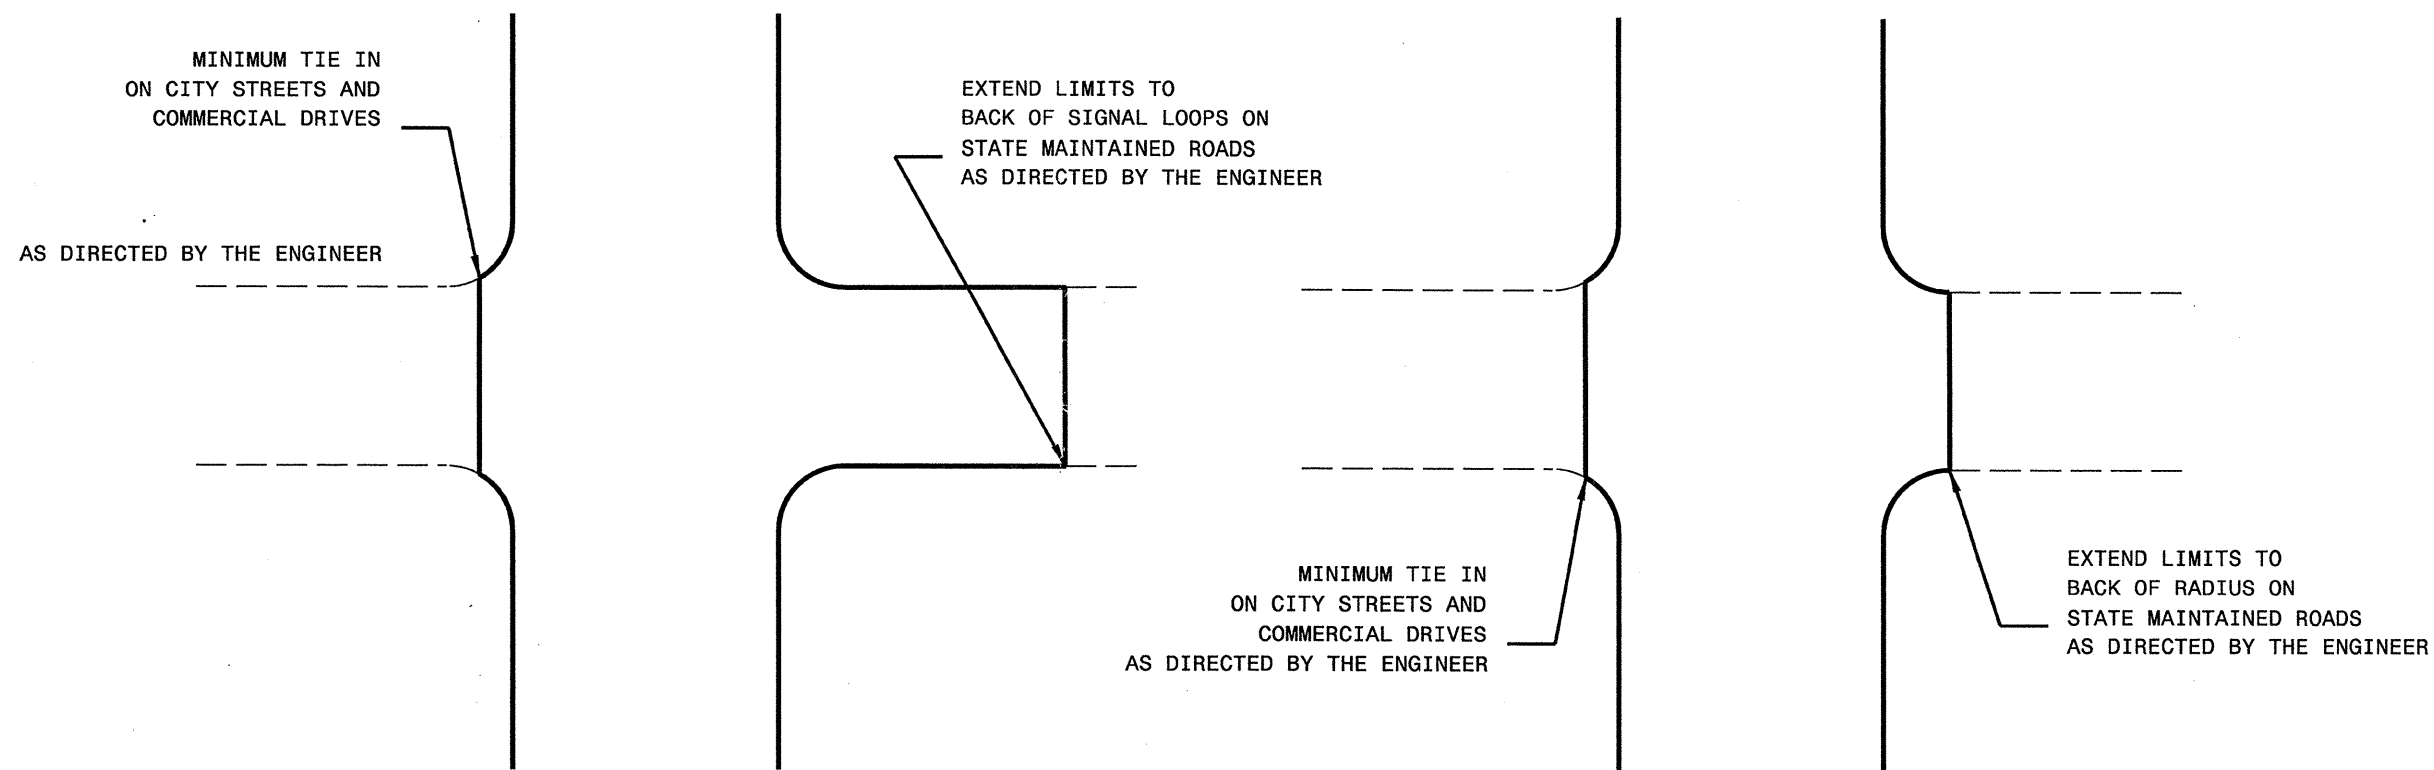 MINIMUM TIE IN
ON CITY STREETS AND
COMMERCIAL DRIVES
AS DIRECTED BY THE ENGINEER
EXTEND LIMITS TO
BACK OF SIGNAL LOOPS ON
STATE MAINTAINED ROADS
AS DIRECTED BY THE ENGINEER
MINIMUM TIE IN
ON CITY STREETS AND
COMMERCIAL DRIVES
AS DIRECTED BY THE ENGINEER
EXTEND LIMITS TO
BACK OF RADIUS ON
STATE MAINTAINED ROADS
AS DIRECTED BY THE ENGINEER